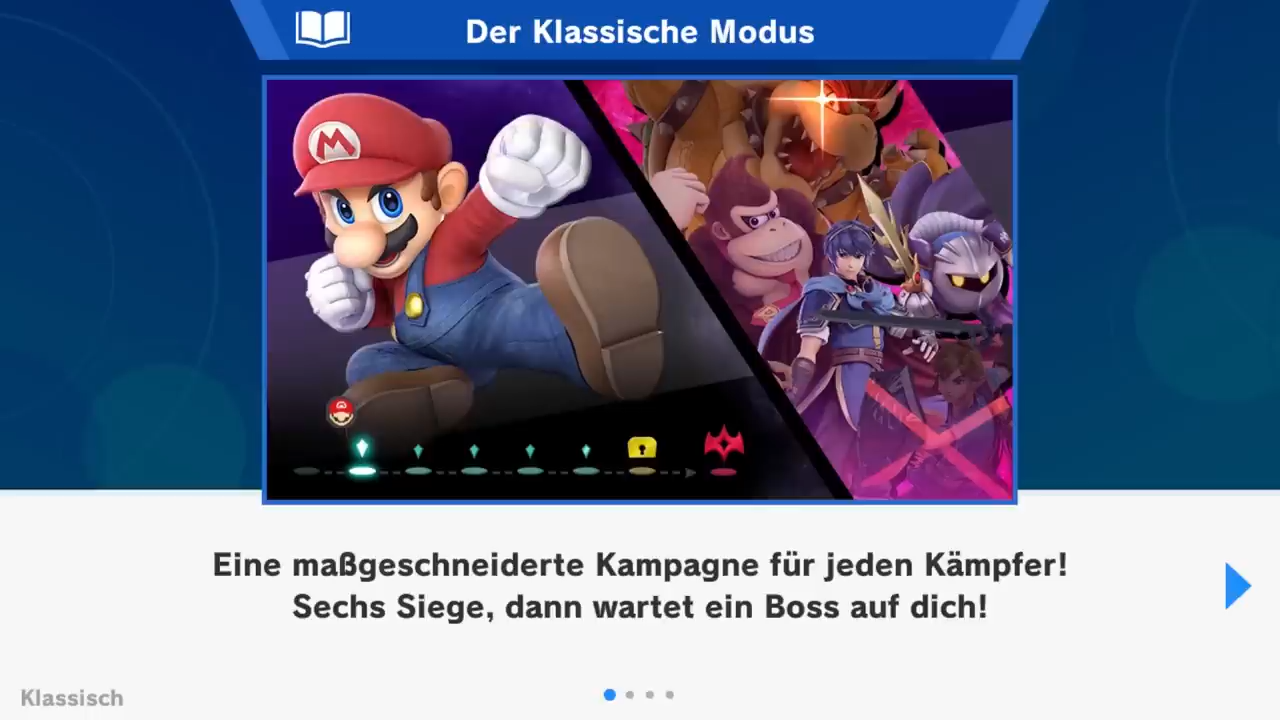 Der Klassische Modus
M
Eine maßgeschneiderte Kampagne für jeden Kämpfer!
Sechs Siege, dann wartet ein Boss auf dich!
Klassisch